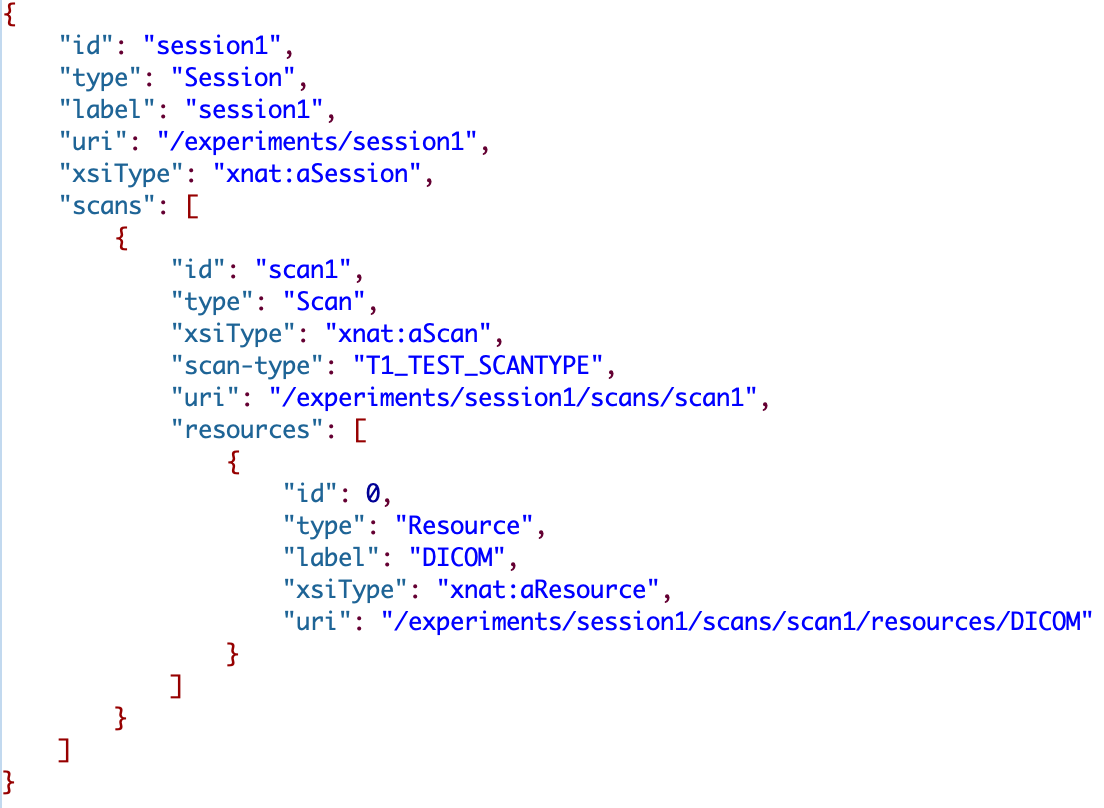 {
    "id": "session1",
    "type": "Session",
    "label": "session1",
    "uri": "/experiments/session1",
    "xsiType": "xnat:aSession",
    "scans": [
        {
            "id": "scan1",
            "type": "Scan",
            "xsiType": "xnat:aScan",
            "scan-type": "T1_TEST_SCANTYPE",
            "uri": "/experiments/session1/scans/scan1",
            "resources": [
                {
                    "id": 0,
                    "type": "Resource",
                    "label": "DICOM",
                    "xsiType": "xnat:aResource",
                    "uri": "/experiments/session1/scans/scan1/resources/DICOM"
                }
            ]
        }
    ]
}